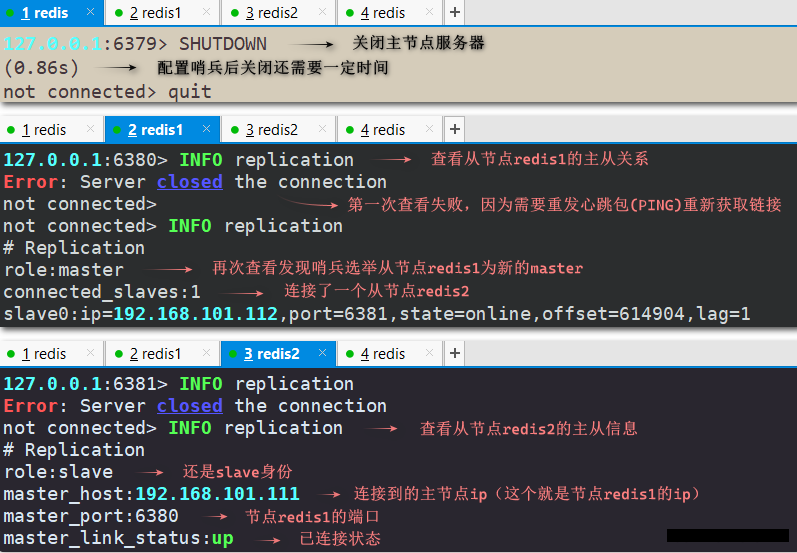 1 redis 2 redis1 3 redis2 4 redis
127.0.0.1:6379> SHUTDOWN 关闭主节点服务器
(0.86s) 配置哨兵后关闭还需要一定时间
not connected> quit
1 redis 2 redis1 3 redis2 4 redis
127.0.0.1:6380> INFO replication 查看从节点redis1的主从关系
Error: Server closed the connection
not connected> 第一次查看失败，因为需要重发心跳包(PING)重新获取链接
not connected> INFO replication
# Replication
role:master 再次查看发现哨兵选举从节点redis1为新的master
connected_slaves:1 连接了一个从节点redis2
slave0:ip=192.168.101.112,port=6381,state=online,offset=614904,lag=1
1 redis 2 redis1 3 redis2 4 redis
127.0.0.1:6381> INFO replication
Error: Server closed the connection
not connected> INFO replication 查看从节点redis2的主从信息
# Replication
role:slave 还是slave身份
master_host:192.168.101.111 连接到的主节点ip（这个就是节点redis1的ip）
master_port:6380 节点redis1的端口
master_link_status:up 已连接状态